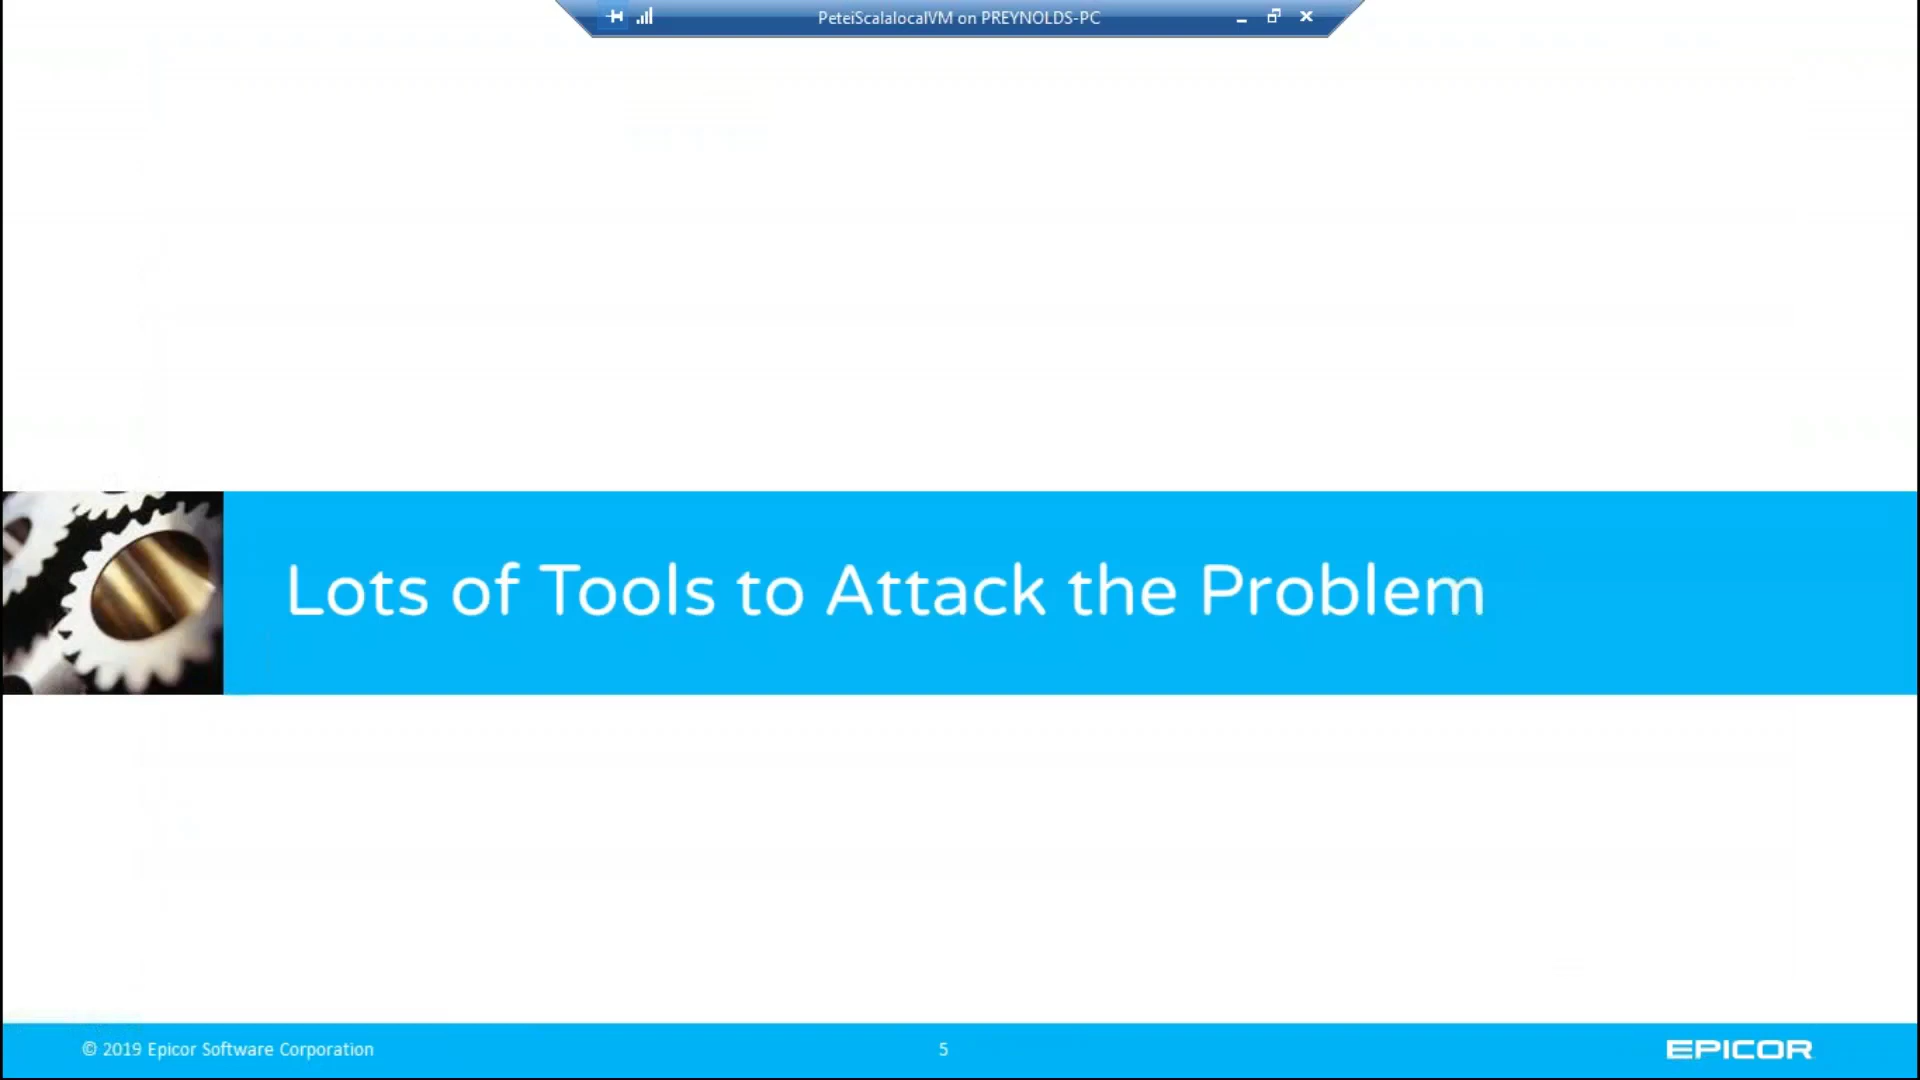 PeteiScalalocalVM on PREYNOLDS-PC
Lots of Tools to Attack the Problem
© 2019 Epicor Software Corporation
5
EPICOR